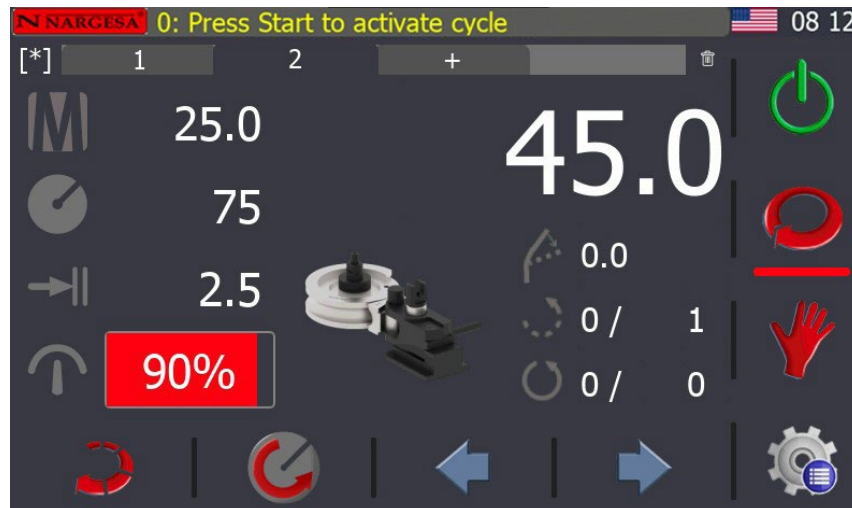 NARGESA 0: Press Start to activate cycle 08 12
[*] 1 2 +
25.0 45.0
75
0.0
2.5
0 / 1
90%
0 / 0